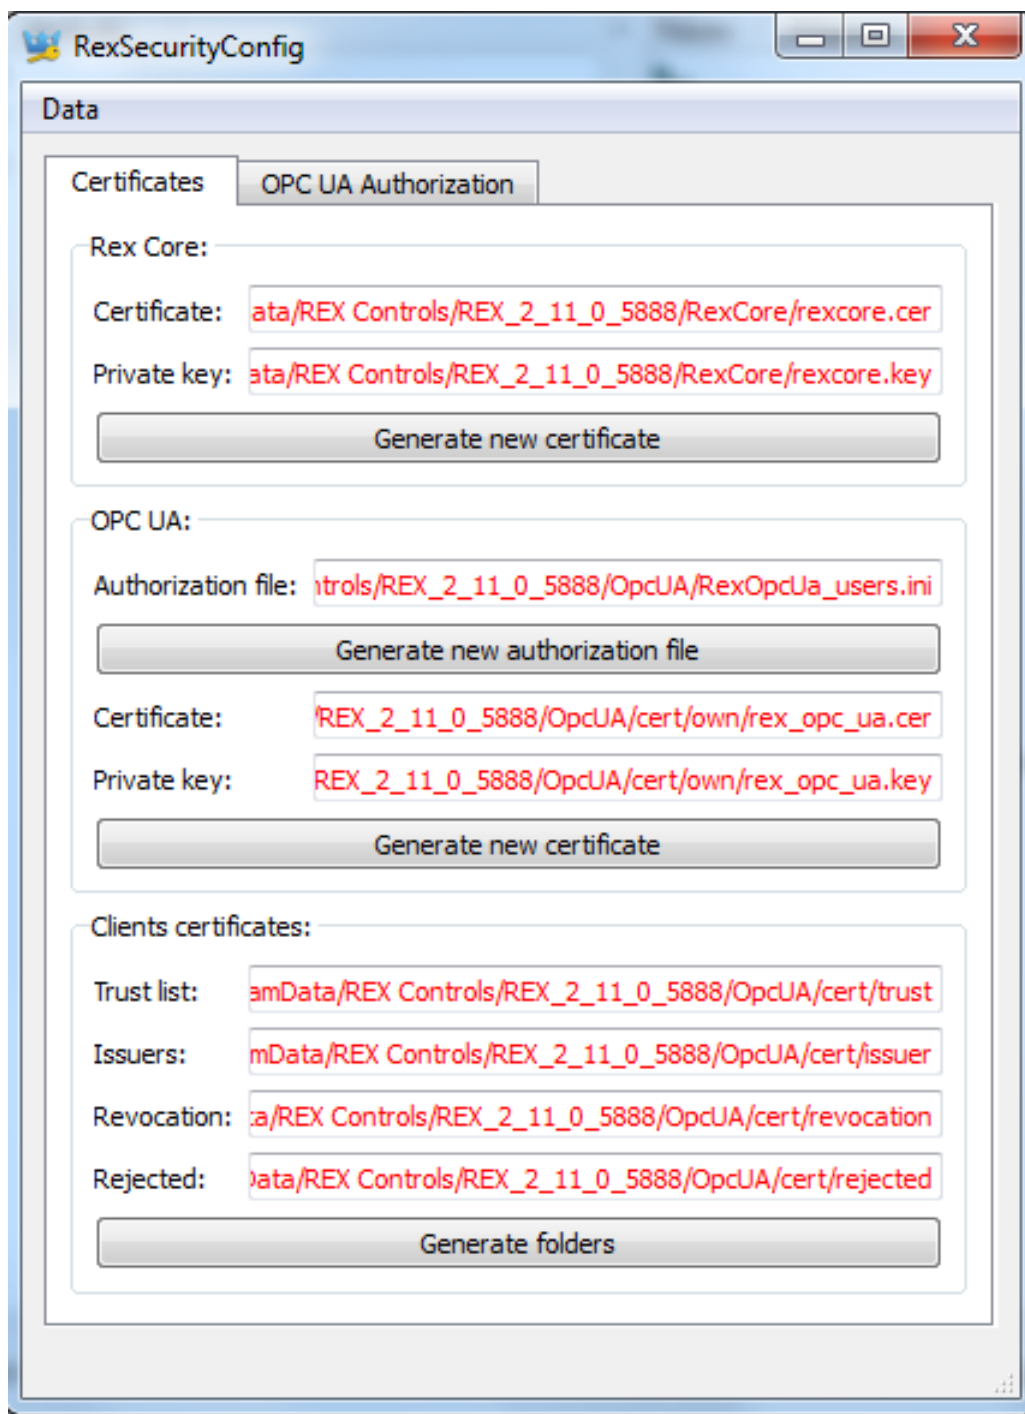 RexSecurityConfig
Data
Certificates OPC UA Authorization
Rex Core:
Certificate: ata/REX Controls/REX_2_11_0_5888/RexCore/rexcore.cer
Private key: ata/REX Controls/REX_2_11_0_5888/RexCore/rexcore.key
Generate new certificate
OPC UA:
Authorization file: ntrols/REX_2_11_0_5888/OpcUA/RexOpcUa_users.ini
Generate new authorization file
Certificate: /REX_2_11_0_5888/OpcUA/cert/own/rex_opc_ua.cer
Private key: REX_2_11_0_5888/OpcUA/cert/own/rex_opc_ua.key
Generate new certificate
Clients certificates:
Trust list: amData/REX Controls/REX_2_11_0_5888/OpcUA/cert/trust
Issuers: mData/REX Controls/REX_2_11_0_5888/OpcUA/cert/issuer
Revocation: ta/REX Controls/REX_2_11_0_5888/OpcUA/cert/revocation
Rejected: Data/REX Controls/REX_2_11_0_5888/OpcUA/cert/rejected
Generate folders